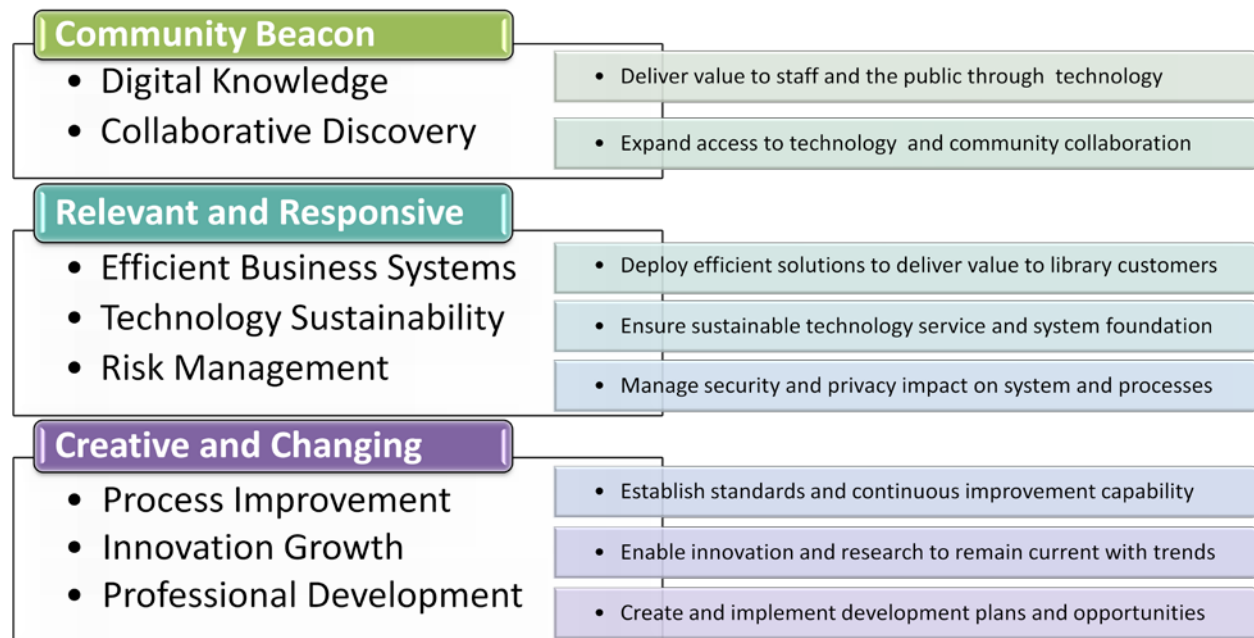 Community Beacon
• Digital Knowledge
• Collaborative Discovery
• Deliver value to staff and the public through technology
• Expand access to technology and community collaboration
Relevant and Responsive
• Efficient Business Systems
• Technology Sustainability
• Risk Management
• Deploy efficient solutions to deliver value to library customers
• Ensure sustainable technology service and system foundation
• Manage security and privacy impact on system and processes
Creative and Changing
• Process Improvement
• Innovation Growth
• Professional Development
• Establish standards and continuous improvement capability
• Enable innovation and research to remain current with trends
• Create and implement development plans and opportunities